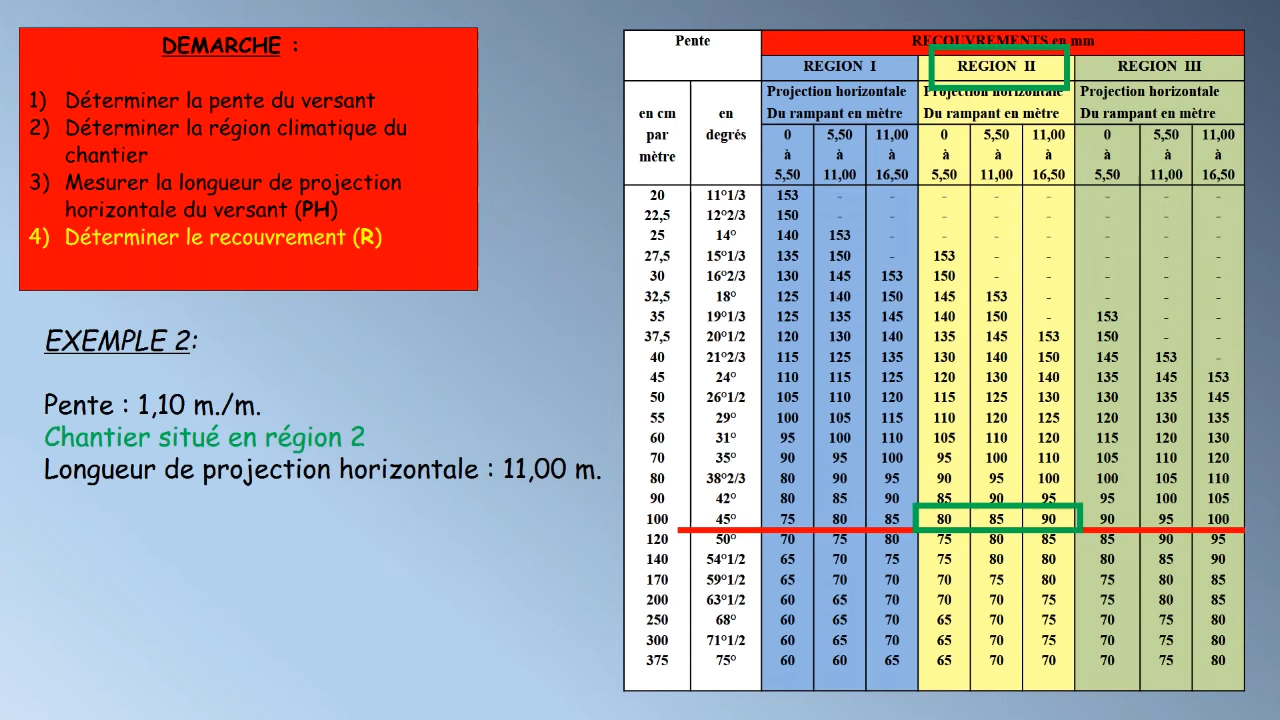 DEMARCHE :
1) Déterminer la pente du versant
2) Déterminer la région climatique du
chantier
3) Mesurer la longueur de projection
horizontale du versant (PH)
4) Déterminer le recouvrement (R)
EXEMPLE 2:
Pente : 1,10 m./m.
Chantier situé en région 2
Longueur de projection horizontale : 11,00 m.
Pente RECOUVREMENTS en mm
REGION I REGION II REGION III
Projection horizontale Projection horizontale Projection horizontale
en cm en Du rampant en mètre Du rampant en mètre Du rampant en mètre
par degrés 0 5,50 11,00 0 5,50 11,00 0 5,50 11,00
mètre à à à à à à à à à
5,50 11,00 16,50 5,50 11,00 16,50 5,50 11,00 16,50
20 11°1/3 153 - - - - - - - -
22,5 12°2/3 150 - - - - - - - -
25 14° 140 153 - - - - - - -
27,5 15°1/3 135 150 - 153 - - - - -
30 16°2/3 130 145 153 150 - - - - -
32,5 18° 125 140 150 145 153 - - - -
35 19°1/3 125 135 145 140 150 - 153 - -
37,5 20°1/2 120 130 140 135 145 153 150 - -
40 21°2/3 115 125 135 130 140 150 145 153 -
45 24° 110 115 125 120 130 140 135 145 153
50 26°1/2 105 110 120 115 125 130 130 135 145
55 29° 100 105 115 110 120 125 120 130 135
60 31° 95 100 110 105 110 120 115 120 130
70 35° 90 95 100 95 100 110 105 110 120
80 38°2/3 80 90 95 90 95 100 100 105 110
90 42° 80 85 90 85 90 95 95 100 105
100 45° 75 80 85 80 85 90 90 95 100
120 50° 70 75 80 75 80 85 85 90 95
140 54°1/2 65 70 75 75 80 80 80 85 90
170 59°1/2 65 70 70 70 75 80 75 80 85
200 63°1/2 60 65 70 70 70 75 75 80 85
250 68° 60 65 70 65 70 75 70 75 80
300 71°1/2 60 65 70 65 70 75 70 75 80
375 75° 60 60 65 65 70 70 70 75 80